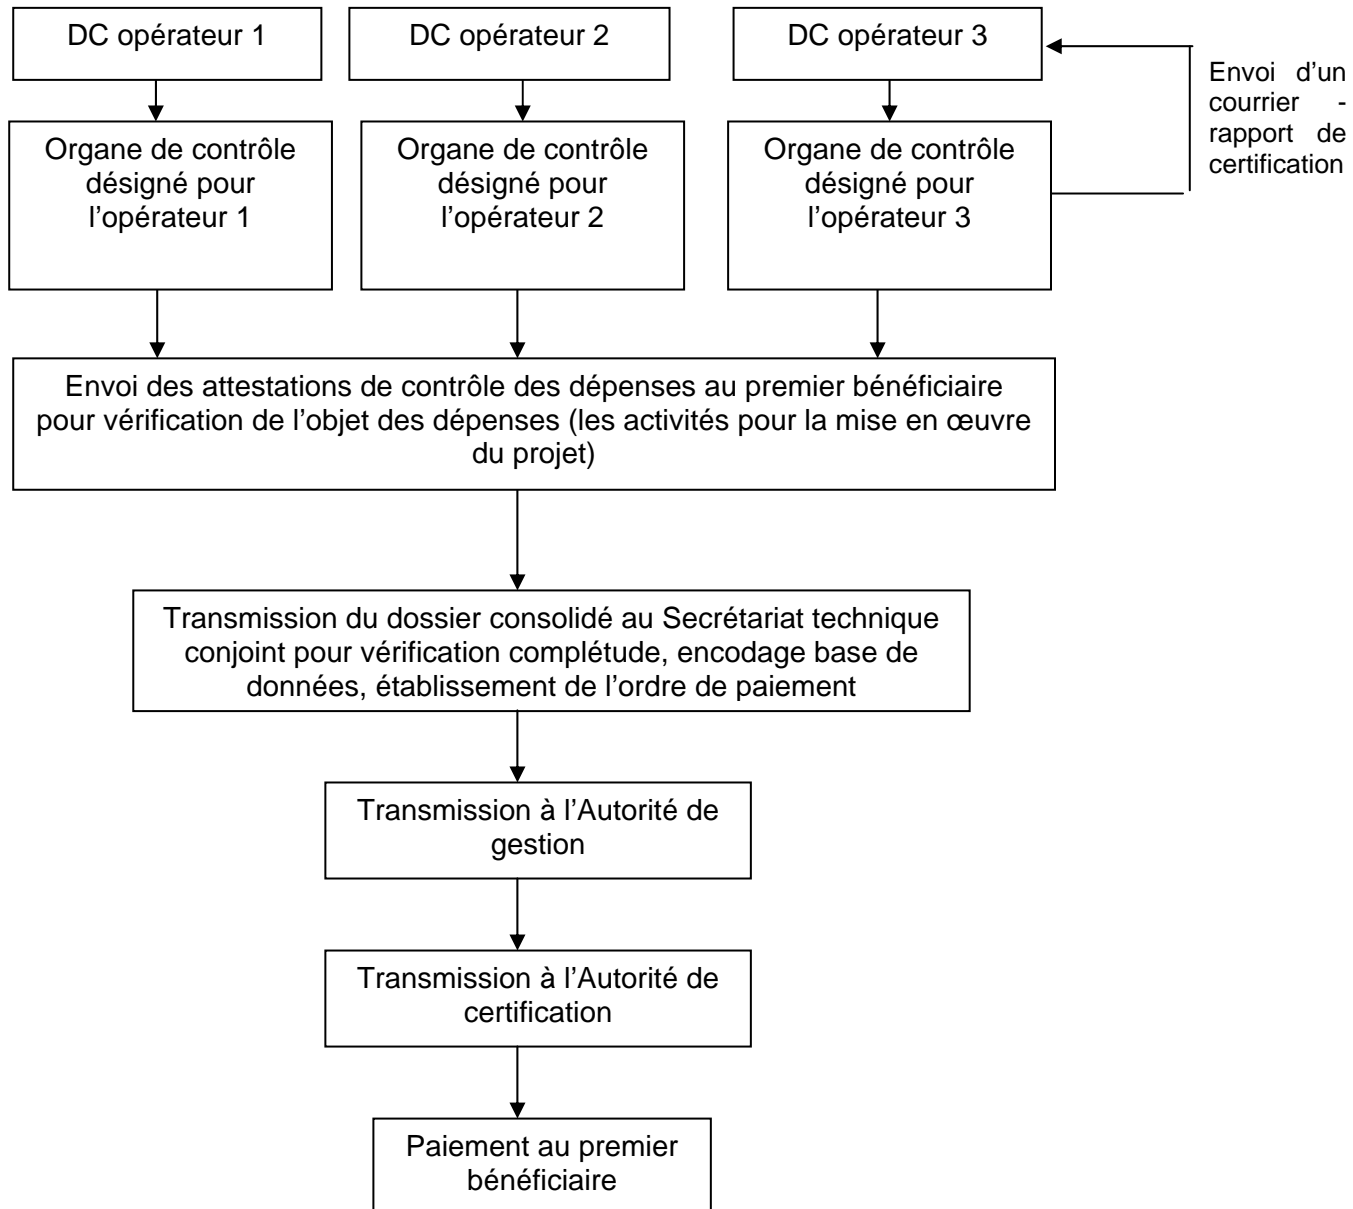 DC opérateur 1
DC opérateur 2
DC opérateur 3
Envoi d’un
courrier -
rapport de
certification
Organe de contrôle
désigné pour
l’opérateur 1
Organe de contrôle
désigné pour
l’opérateur 2
Organe de contrôle
désigné pour
l’opérateur 3
Envoi des attestations de contrôle des dépenses au premier bénéficiaire
pour vérification de l’objet des dépenses (les activités pour la mise en œuvre
du projet)
Transmission du dossier consolidé au Secrétariat technique
conjoint pour vérification complétude, encodage base de
données, établissement de l’ordre de paiement
Transmission à l’Autorité de
gestion
Transmission à l’Autorité de
certification
Paiement au premier
bénéficiaire